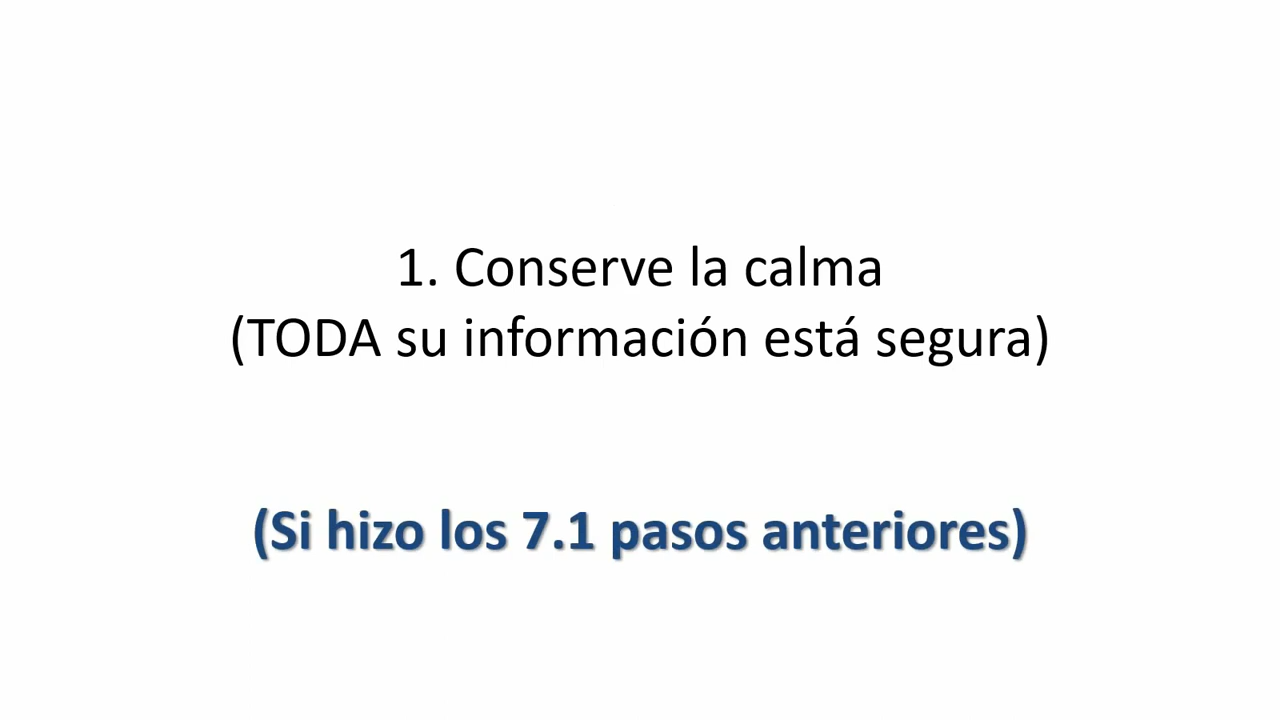 1. Conserve la calma
(TODA su información está segura)
(Si hizo los 7.1 pasos anteriores)